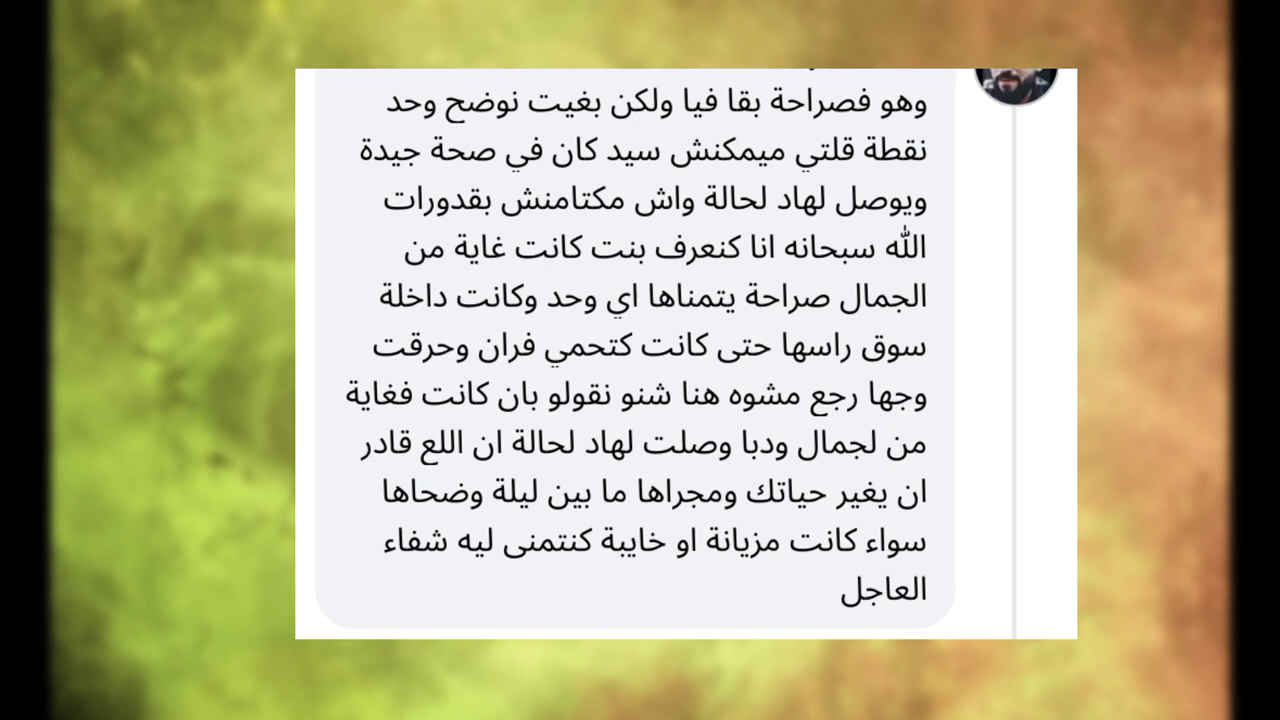 وهو فصراحة بقا فيا ولكن بغيت نوضح وحد
نقطة قلتي ميمكنش سيد كان في صحة جيدة
ويوصل لهاد لحالة واش مكتامنش بقدورات
الله سبحانه انا كنعرف بنت كانت غاية من
الجمال صراحة يتمناها اي وحد وكانت داخلة
سوق راسها حتى كانت كتحمي فران وحرقت
وجها رجع مشوه هنا شنو نقولو بان كانت فغاية
من لجمال ودبا وصلت لهاد لحالة ان اللع قادر
ان يغير حياتك ومجراها ما بين ليلة وضحاها
سواء كانت مزيانة او خايبة كنتمنى ليه شفاء
العاجل